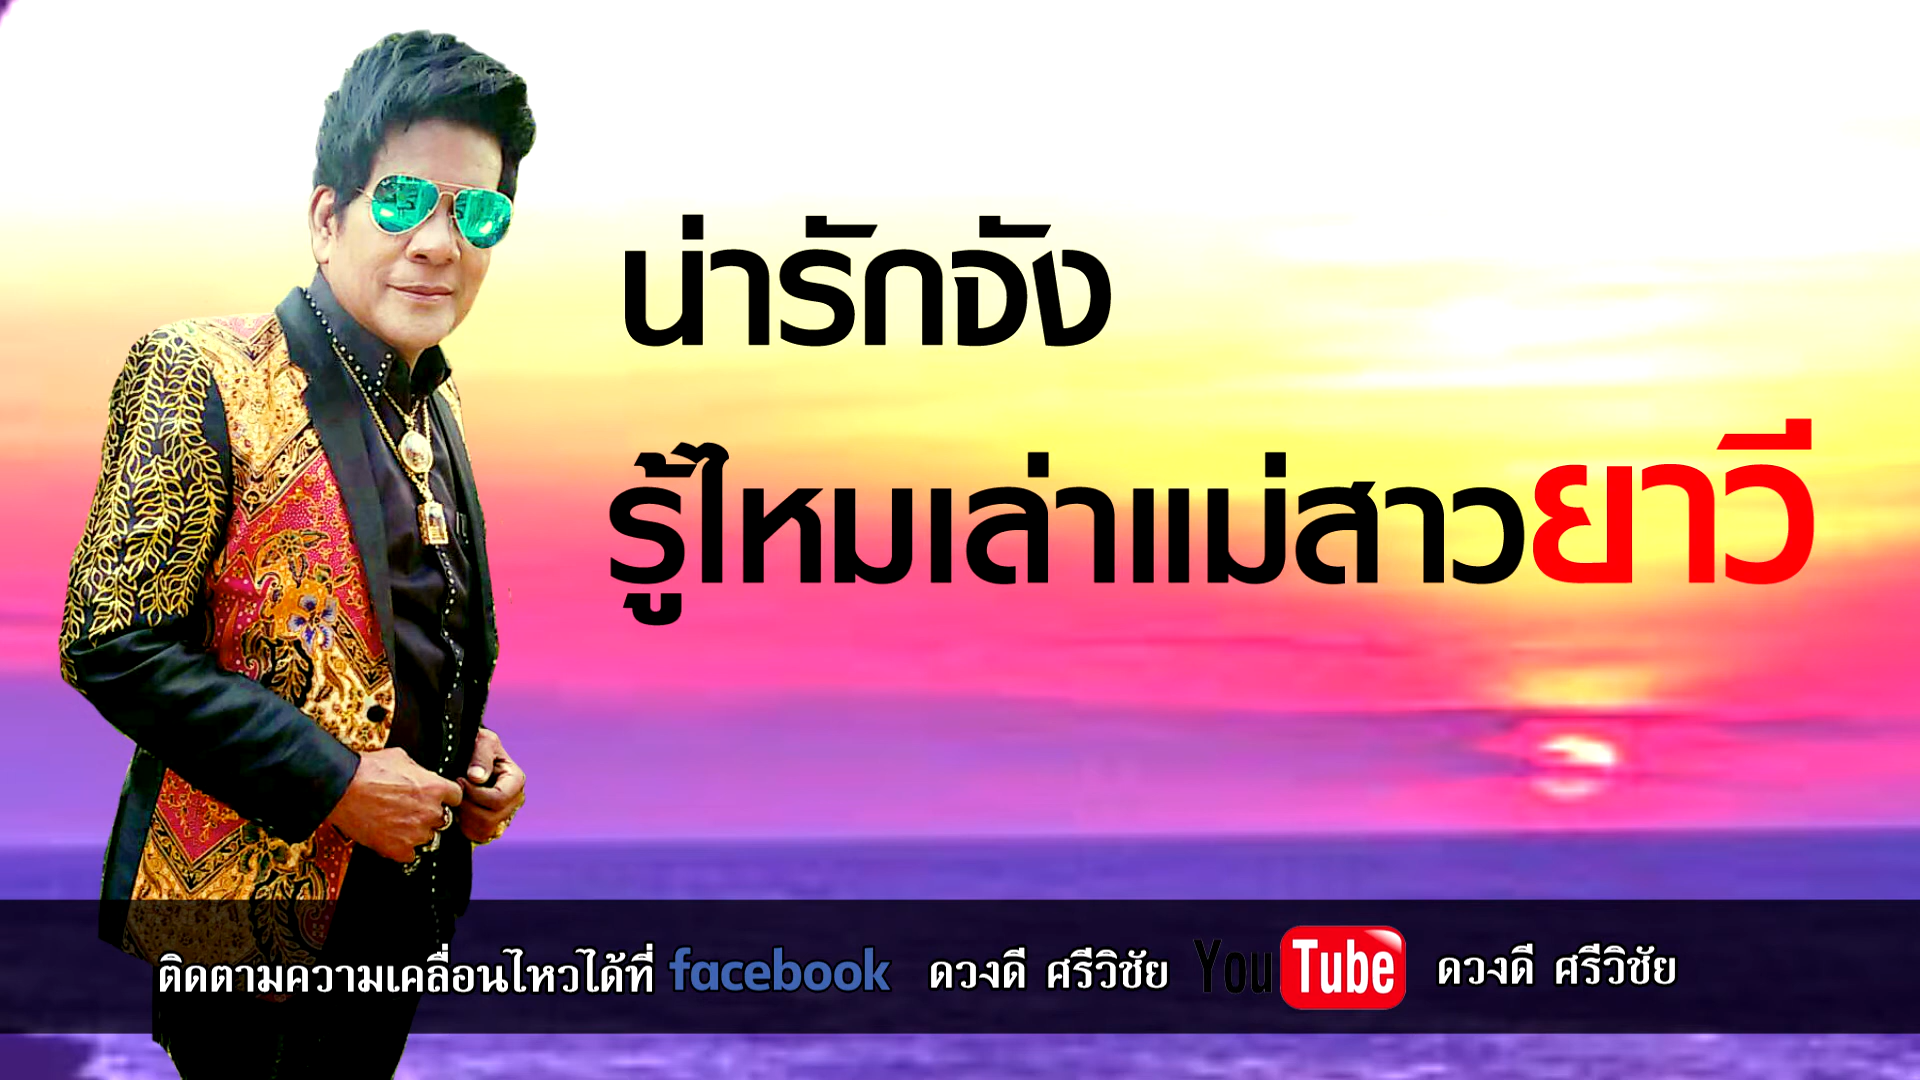 น่ารักจัง
รู้ไหมเล่าแม่สาวยาวี
ติดตามความเคลื่อนไหวได้ที่ facebook ดวงดี ศรีวิชัย YouTube ดวงดี ศรีวิชัย